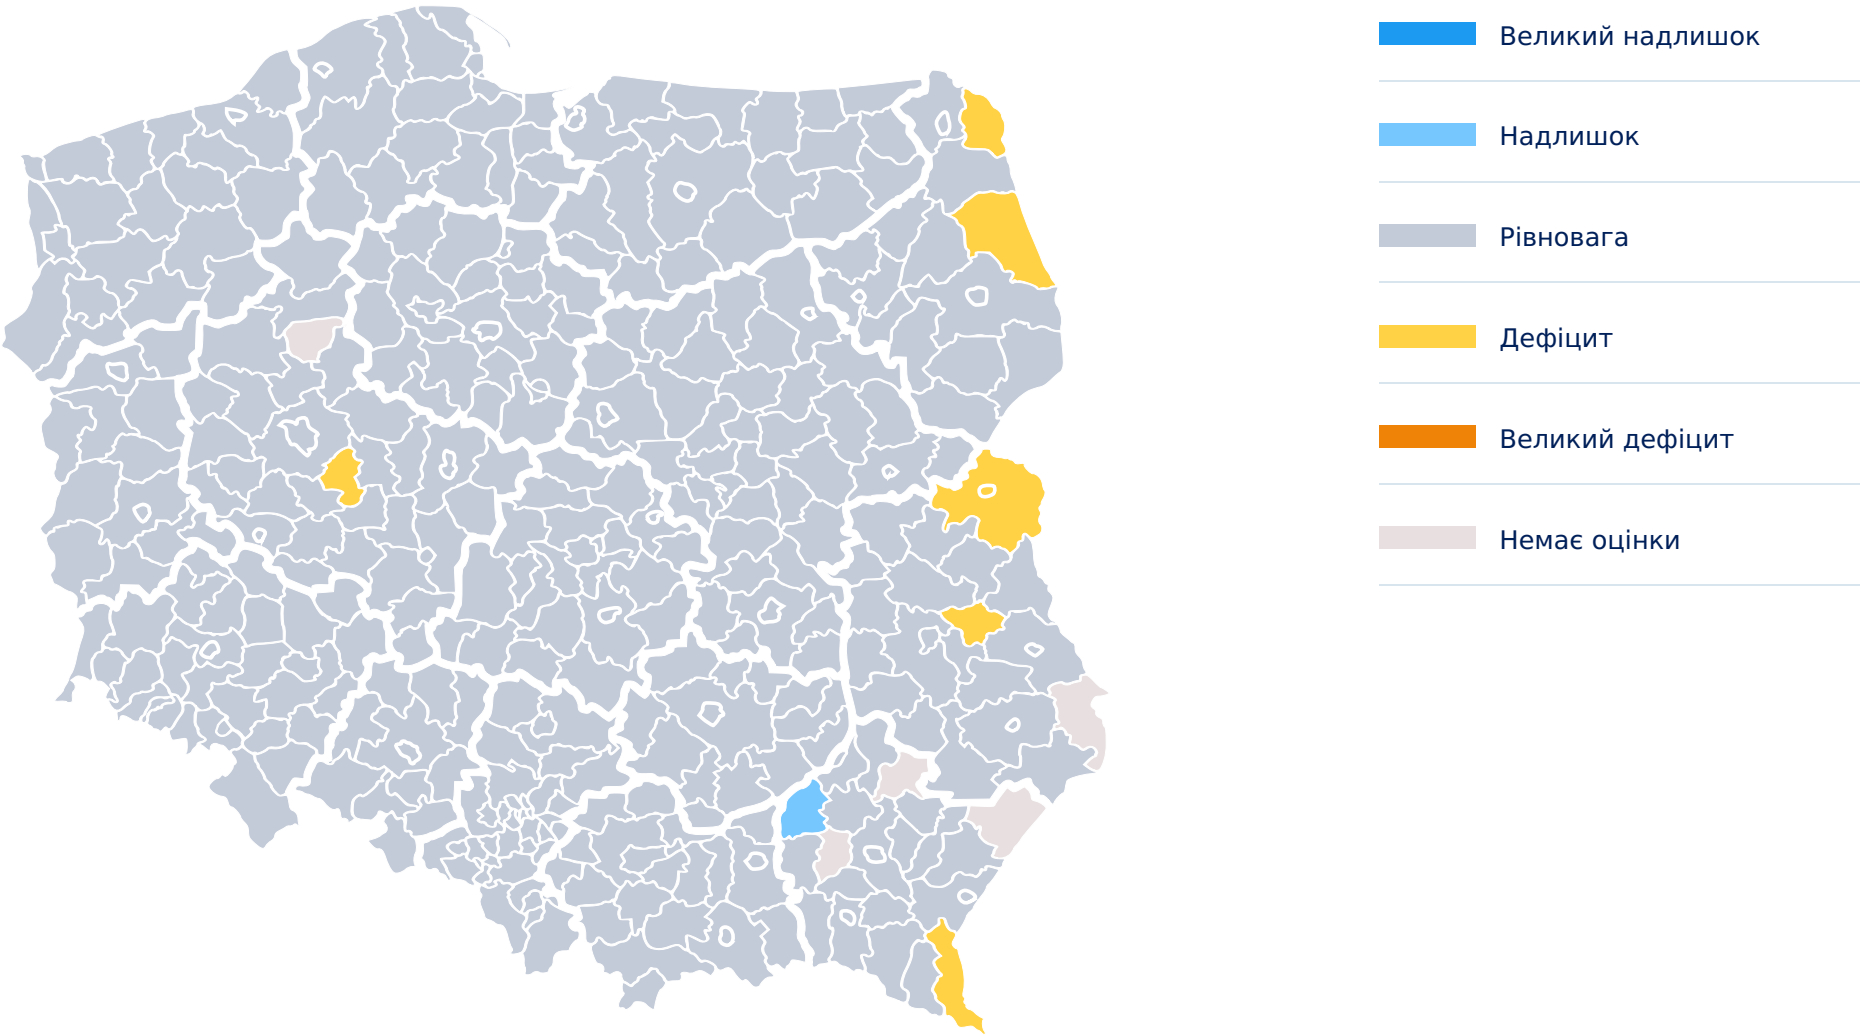 Великий надлишок
Надлишок
Рівновага
Дефіцит
Великий дефіцит
Немає оцінки